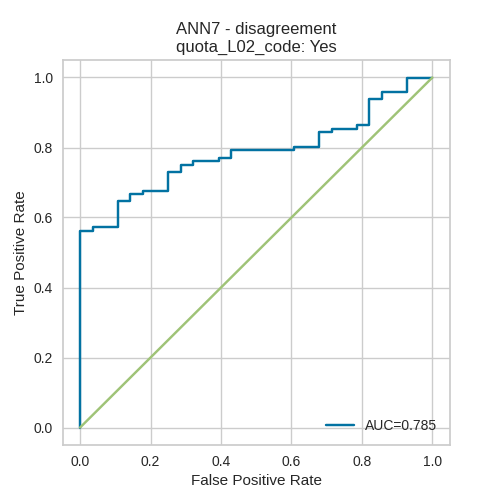 ANN7 - disagreement
quota_L02_code: Yes
1.0
0.8
0.6
0.4
0.2
0.0
True Positive Rate
AUC=0.785
0.0 0.2 0.4 0.6 0.8 1.0
False Positive Rate